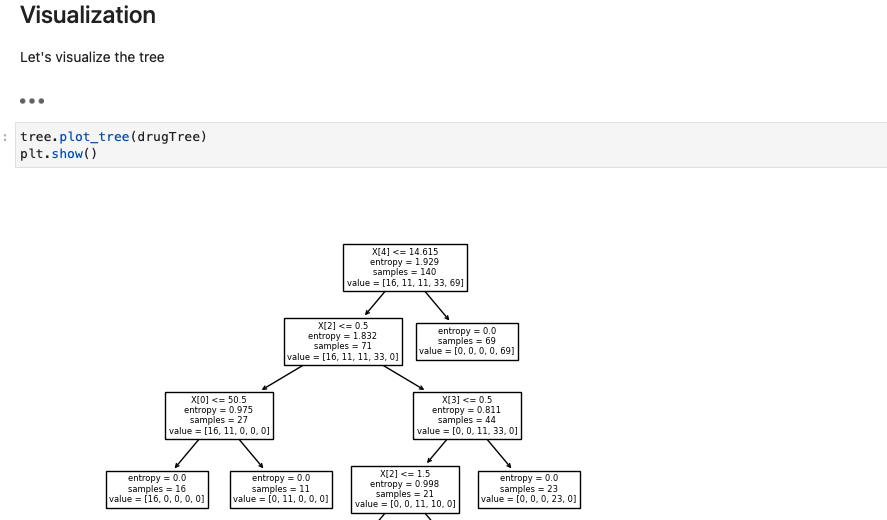 Visualization
Let's visualize the tree
:
tree.plot_tree(drugTree)
plt.show()
X[4] <= 14.615
entropy = 1.929
samples = 140
value = [16, 11, 11, 33, 69]
X[2] <= 0.5
entropy = 1.832
samples = 71
value = [16, 11, 11, 33, 0]
entropy = 0.0
samples = 69
value = [0, 0, 0, 0, 69]
X[0] <= 50.5
entropy = 0.975
samples = 27
value = [16, 11, 0, 0, 0]
X[3] <= 0.5
entropy = 0.811
samples = 44
value = [0, 0, 11, 33, 0]
entropy = 0.0
samples = 16
value = [16, 0, 0, 0, 0]
entropy = 0.0
samples = 11
value = [0, 11, 0, 0, 0]
X[2] <= 1.5
entropy = 0.998
samples = 21
value = [0, 0, 11, 10, 0]
entropy = 0.0
samples = 23
value = [0, 0, 0, 23, 0]